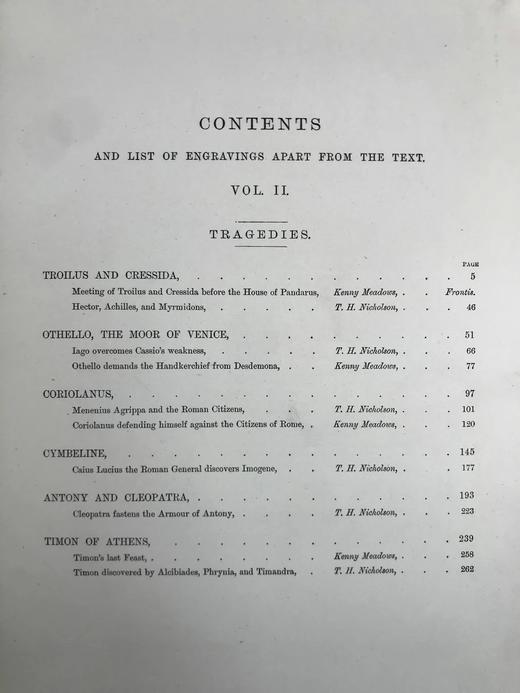 CONTENTS
AND LIST OF ENGRAVINGS APART FROM THE TEXT.
VOL. II.
TRAGEDIES.
PAGE
TROILUS AND CRESSIDA, . . . . . . . . . . . . 5
Meeting of Troilus and Cressida before the House of Pandarus, Kenny Meadows, . . Frontis.
Hector, Achilles, and Myrmidons, . . . . . T. H. Nicholson, . . . 46
OTHELLO, THE MOOR OF VENICE, . . . . . . . . . 51
Iago overcomes Cassio's weakness, . . . . . T. H. Nicholson, . . . 66
Othello demands the Handkerchief from Desdemona, . . Kenny Meadows, . . . 77
CORIOLANUS, . . . . . . . . . . . . . 97
Menenius Agrippa and the Roman Citizens, . . . T. H. Nicholson, . . . 101
Coriolanus defending himself against the Citizens of Rome, . Kenny Meadows, . . . 120
CYMBELINE, . . . . . . . . . . . . . 145
Caius Lucius the Roman General discovers Imogene, . . T. H. Nicholson, . . . 177
ANTONY AND CLEOPATRA, . . . . . . . . . . . 193
Cleopatra fastens the Armour of Antony, . . . . T. H. Nicholson, . . . 223
TIMON OF ATHENS, . . . . . . . . . . . . 239
Timon's last Feast, . . . . . . . Kenny Meadows, . . . 258
Timon discovered by Alcibiades, Phrynia, and Timandra, . T. H. Nicholson, . . . 262